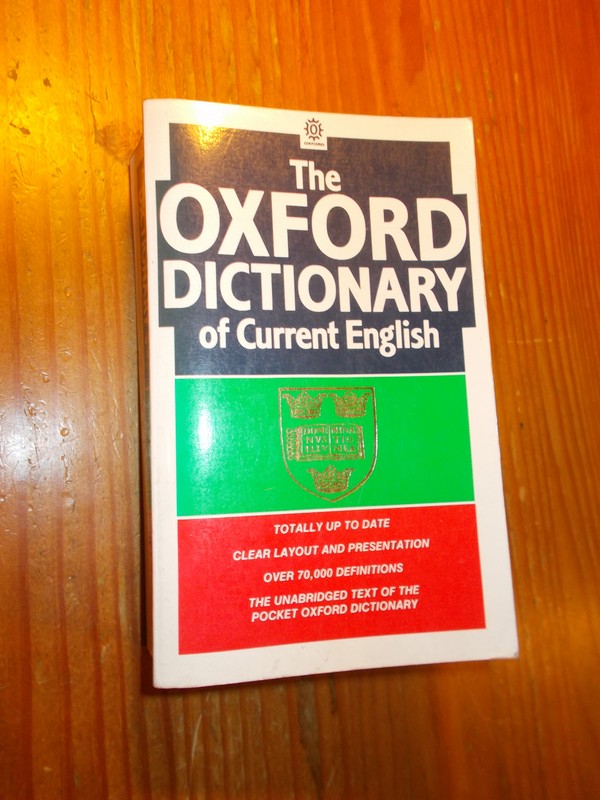 The
OXFORD
DICTIONARY
of Current English
TOTALLY UP TO DATE
CLEAR LAYOUT AND PRESENTATION
OVER 70,000 DEFINITIONS
THE UNABRIDGED TEXT OF THE
POCKET OXFORD DICTIONARY